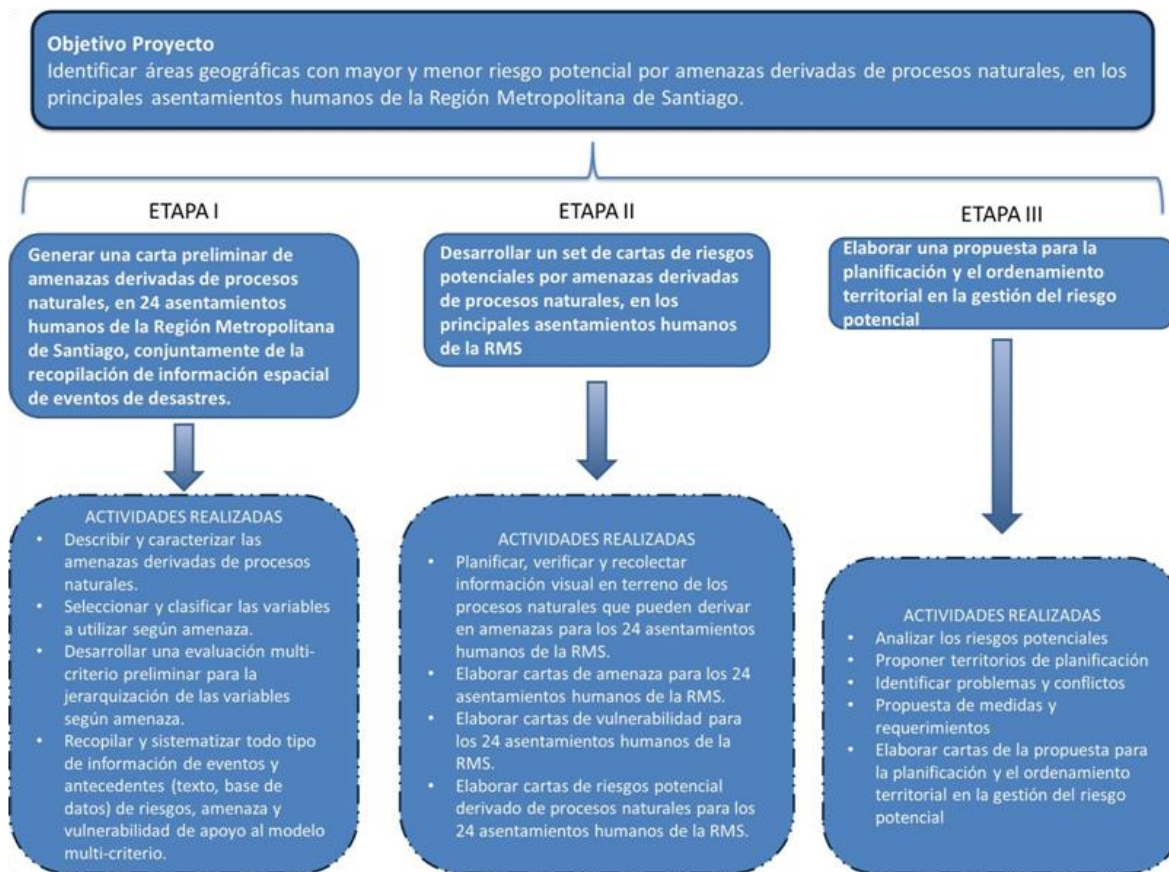 Objetivo Proyecto
Identificar áreas geográficas con mayor y menor riesgo potencial por amenazas derivadas de procesos naturales, en los
principales asentamientos humanos de la Región Metropolitana de Santiago.
ETAPA I
Generar una carta preliminar de
amenazas derivadas de procesos
naturales, en 24 asentamientos
humanos de la Región Metropolitana
de Santiago, conjuntamente de la
recopilación de información espacial
de eventos de desastres.
ACTIVIDADES REALIZADAS
• Describir y caracterizar las
amenazas derivadas de procesos
naturales.
• Seleccionar y clasificar las variables
a utilizar según amenaza.
• Desarrollar una evaluación multi-
criterio preliminar para la
jerarquización de las variables
según amenaza.
• Recopilar y sistematizar todo tipo
de información de eventos y
antecedentes (texto, base de
datos) de riesgos, amenaza y
vulnerabilidad de apoyo al modelo
multi-criterio.
ETAPA II
Desarrollar un set de cartas de riesgos
potenciales por amenazas derivadas
de procesos naturales, en los
principales asentamientos humanos
de la RMS
ACTIVIDADES REALIZADAS
• Planificar, verificar y recolectar
información visual en terreno de los
procesos naturales que pueden derivar
en amenazas para los 24 asentamientos
humanos de la RMS.
• Elaborar cartas de amenaza para los 24
asentamientos humanos de la RMS.
• Elaborar cartas de vulnerabilidad para
los 24 asentamientos humanos de la
RMS.
• Elaborar cartas de riesgos potencial
derivado de procesos naturales para los
24 asentamientos humanos de la RMS.
ETAPA III
Elaborar una propuesta para la
planificación y el ordenamiento
territorial en la gestión del riesgo
potencial
ACTIVIDADES REALIZADAS
• Analizar los riesgos potenciales
• Proponer territorios de planificación
• Identificar problemas y conflictos
• Propuesta de medidas y
requerimientos
• Elaborar cartas de la propuesta para
la planificación y el ordenamiento
territorial en la gestión del riesgo
potencial